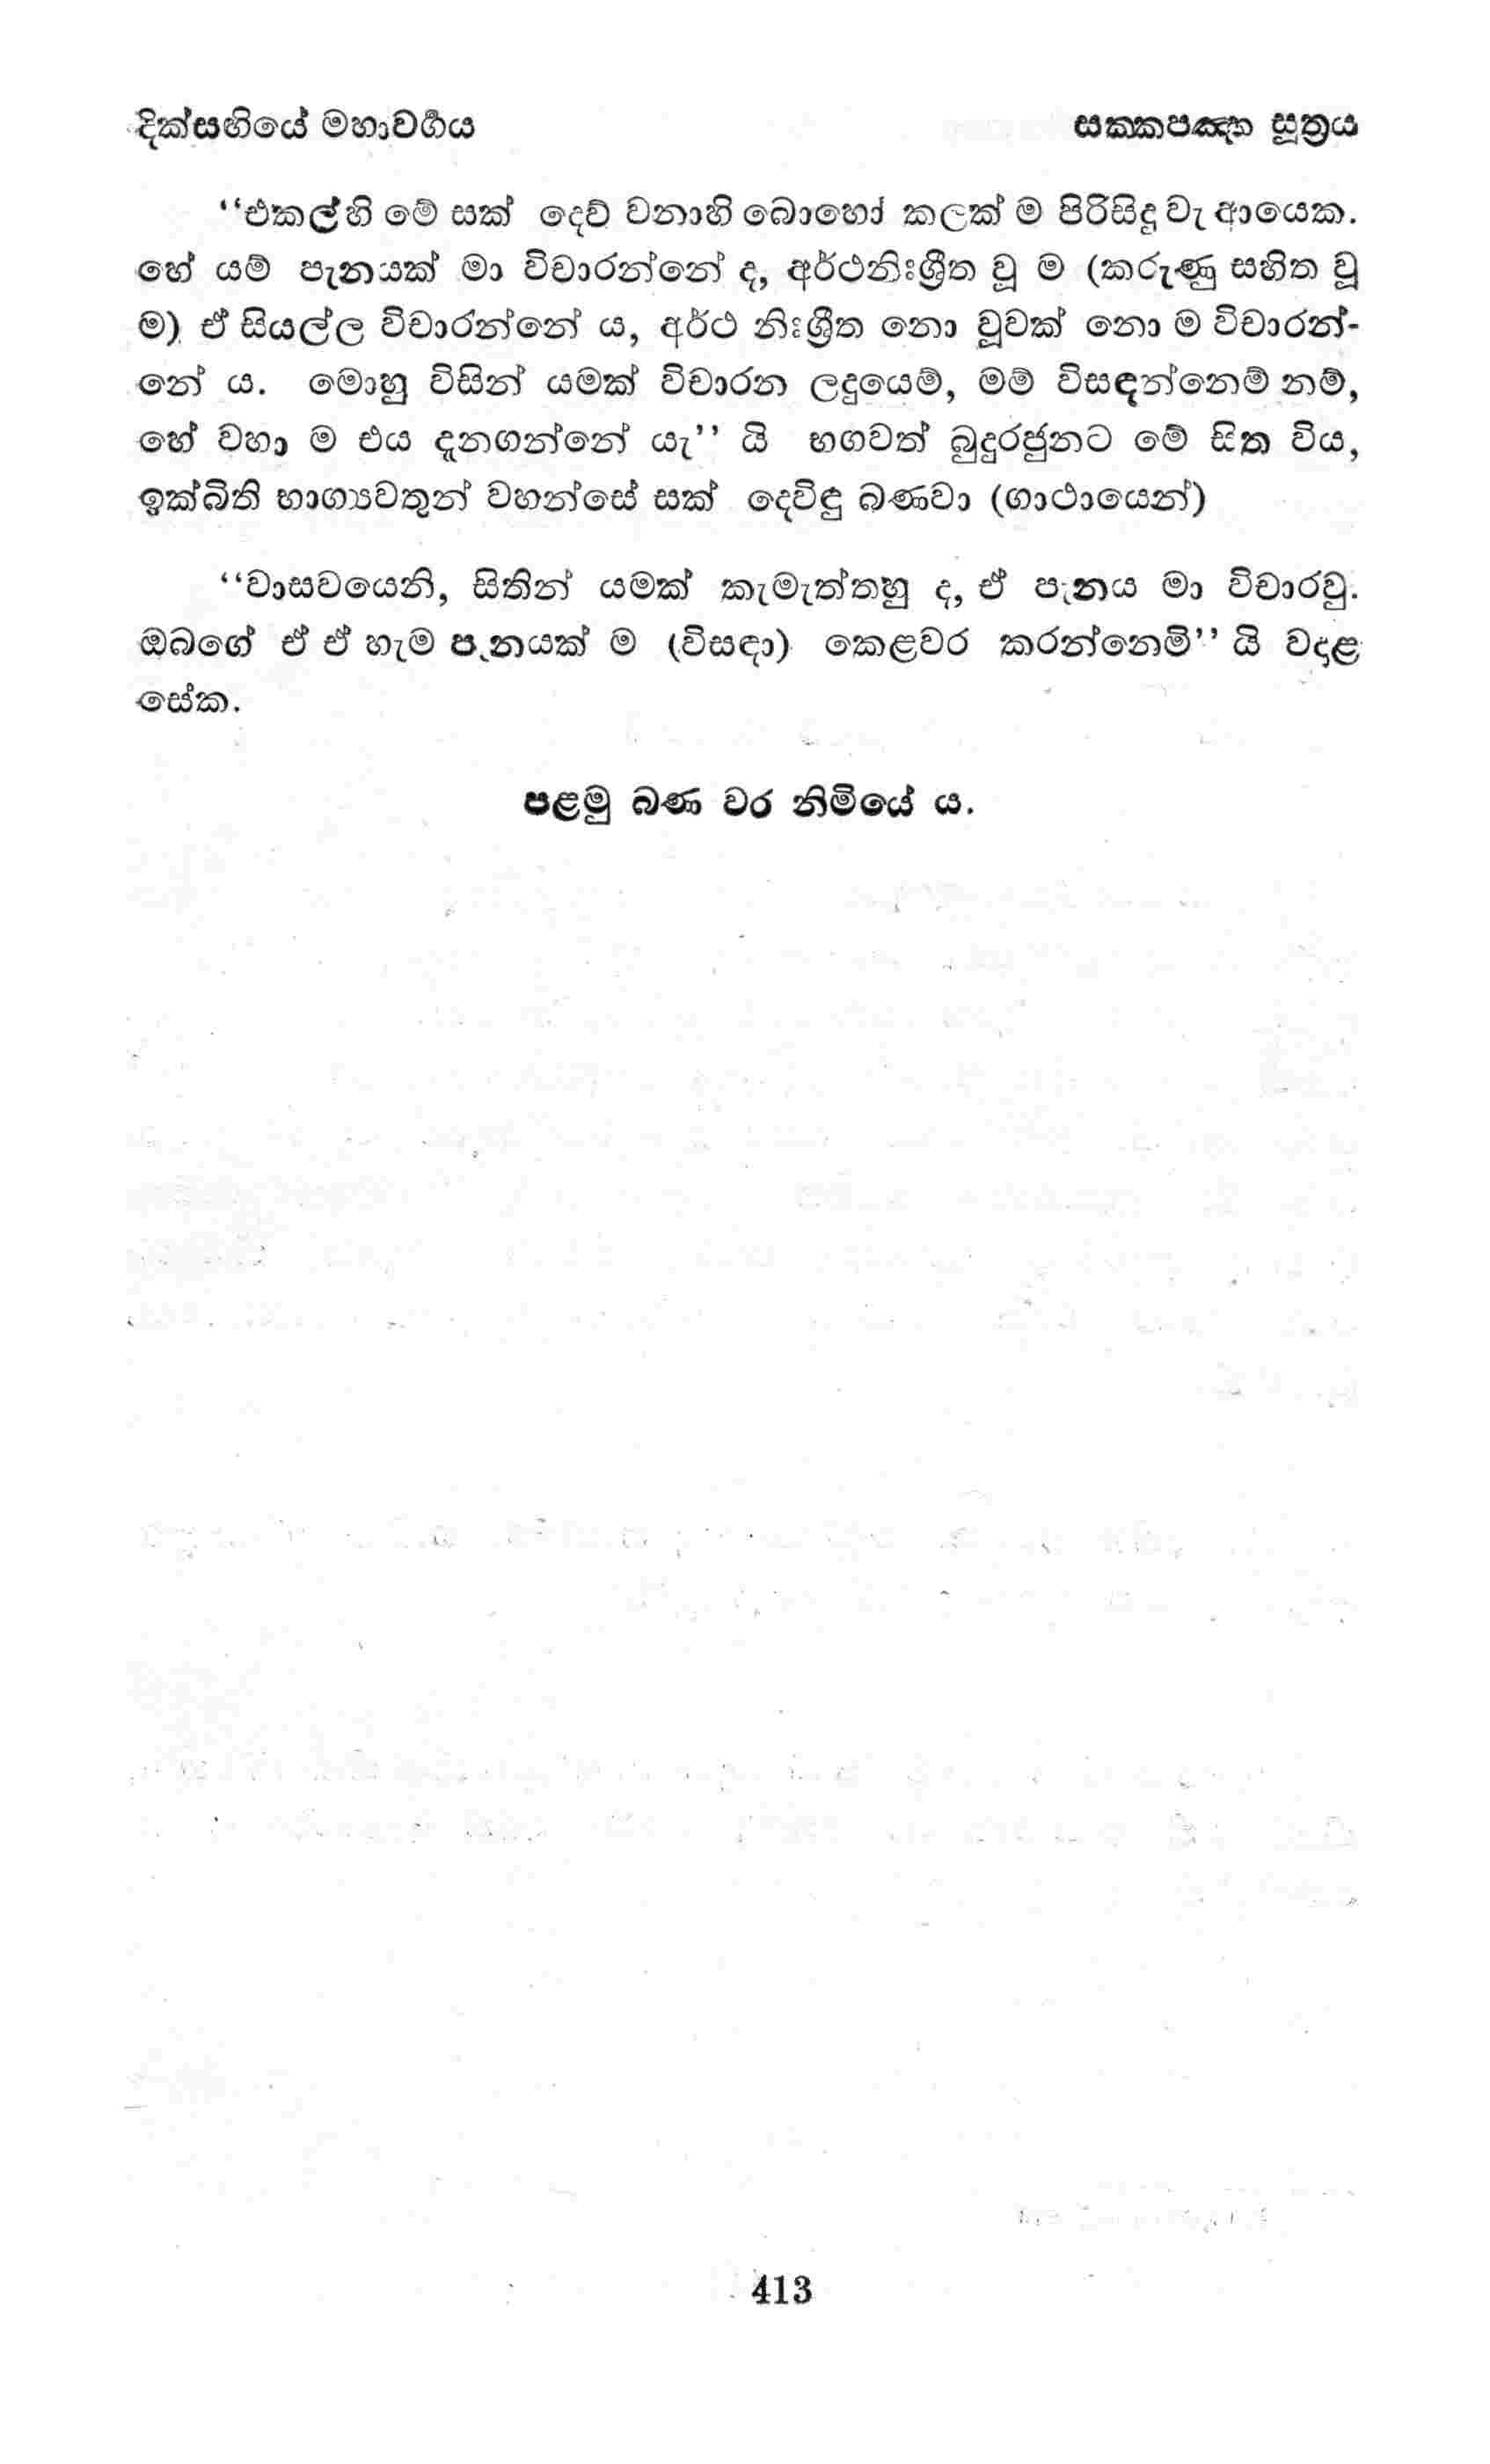 දික්සඟියේ මහාවර්‍ගය
සක්කපඤ්හ සූත්‍රය
‘‘එකල්හි මේ සක් දෙව් වනාහි බොහෝ කලක් ම පිරිසිදු වැ ආයෙක.
හේ යම් පැනයක් මා විචාරන්නේ ද, අර්ථනිඃශ්‍රිත වූ ම (කරුණු සහිත වූ
ම) ඒ සියල්ල විචාරන්නේ ය, අර්ථ නිඃශ්‍රිත නො වූවක් නො ම විචාරන්-
නේ ය. මොහු විසින් යමක් විචාරන ලදුයෙම්, මම් විසඳන්නෙම් නම්,
හේ වහා ම එය දැනගන්නේ යැ’’ යි භගවත් බුදුරජුනට මේ සිත විය,
ඉක්බිති භාග්‍යවතුන් වහන්සේ සක් දෙවිඳු බණවා (ගාථායෙන්)
‘‘වාසවයෙනි, සිතින් යමක් කැමැත්තහු ද, ඒ පැනය මා විචාරවු.
ඔබගේ ඒ ඒ හැම පැනයක් ම (විසඳා) කෙළවර කරන්නෙමි’’ යි වදාළ
සේක.
පළමු බණ වර නිමියේ ය.
413